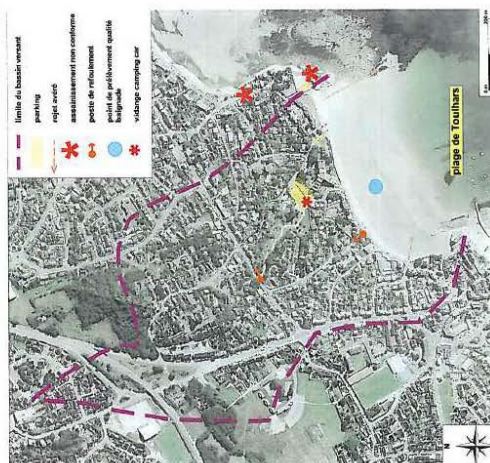 limite du bassin versant
parking
rejet avéré
assainissement non conforme
poste de refoulement
point de prélèvement qualité
baignade
vidange camping car
plage de Toulhars
N